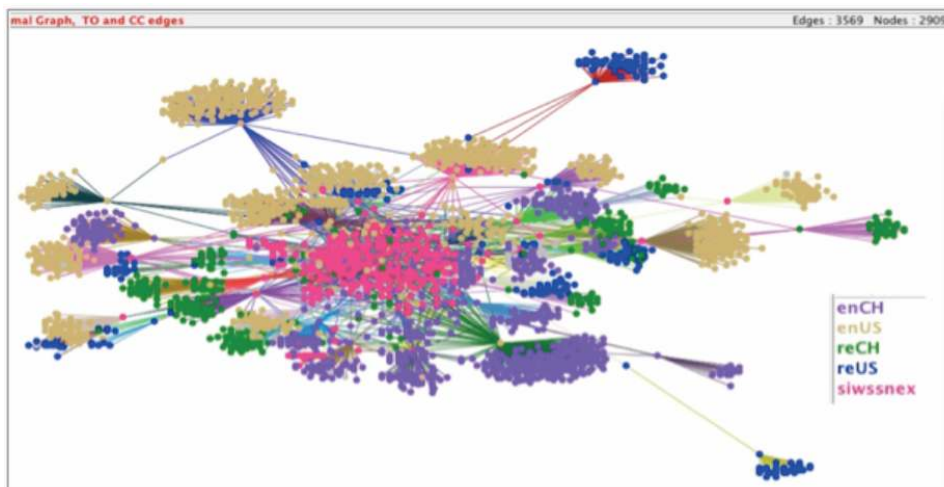 mal Graph, TO and CC edges
Edges : 3569 Nodes : 2909
enCH
enUS
reCH
reUS
siwssnex